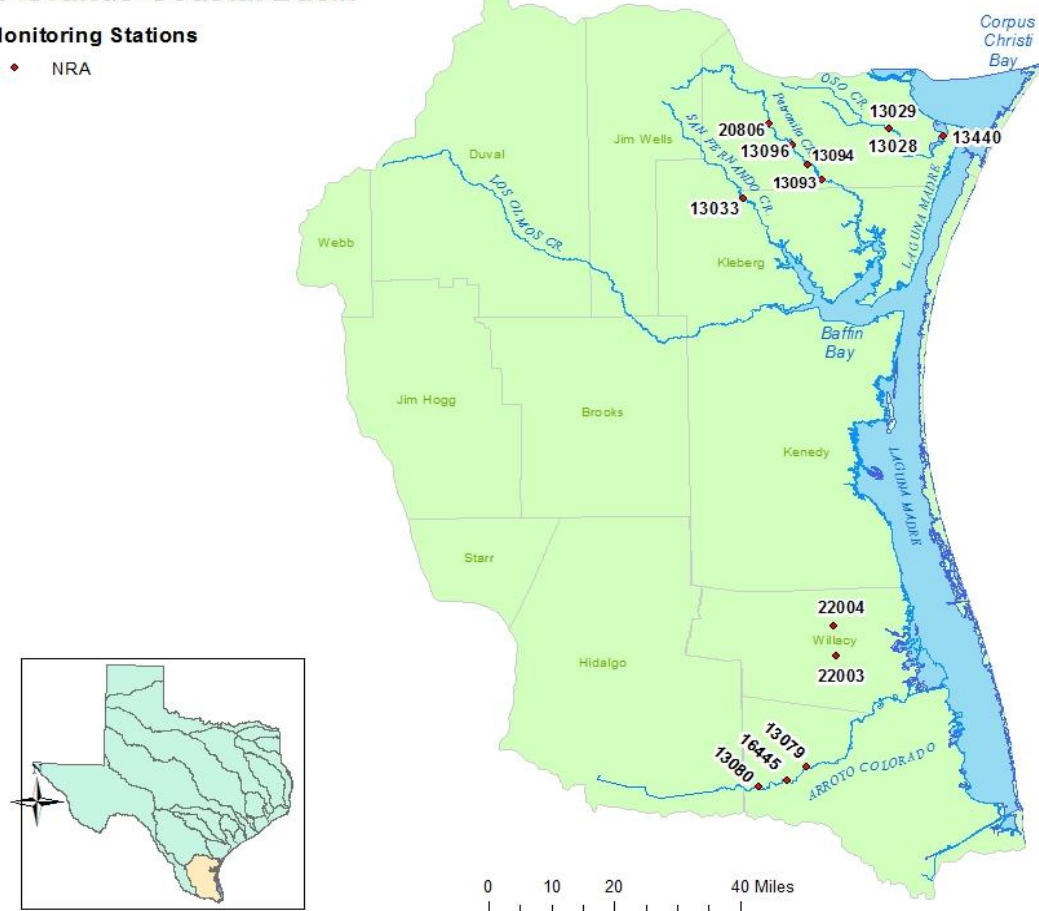 Monitoring Stations
NRA
Corpus
Christi
Bay
OSO CR.
13029
13028
13440
Petronila CR.
20806
13096
13094
13093
SAN FERNANDO CR.
13033
Jim Wells
Duval
LOS OLMOS CR.
Webb
Kleberg
LAGUNA MADRE
Baffin
Bay
Jim Hogg
Brooks
Kenedy
LAGUNA MADRE
Starr
22004
Willacy
22003
Hidalgo
13079
16445
13080
ARROYO COLORADO
N
0 10 20 40 Miles